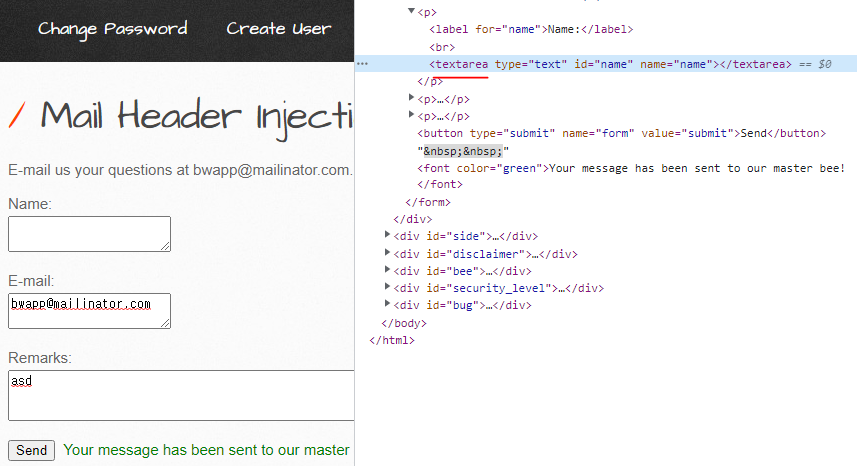 Change Password Create User
/ Mail Header Injecti
E-mail us your questions at bwapp@mailinator.com.
Name:
E-mail:
bwapp@mailinator.com
Remarks:
asd
Send Your message has been sent to our master
▼<p>
<label for="name">Name:</label>
<br>
••• <textarea type="text" id="name" name="name"></textarea> == $0
</p>
▶<p>…</p>
▶<p>…</p>
<button type="submit" name="form" value="submit">Send</button>
"&nbsp;&nbsp;"
<font color="green">Your message has been sent to our master bee!
</font>
</form>
</div>
▶<div id="side">…</div>
▶<div id="disclaimer">…</div>
▶<div id="bee">…</div>
▶<div id="security_level">…</div>
▶<div id="bug">…</div>
</body>
</html>